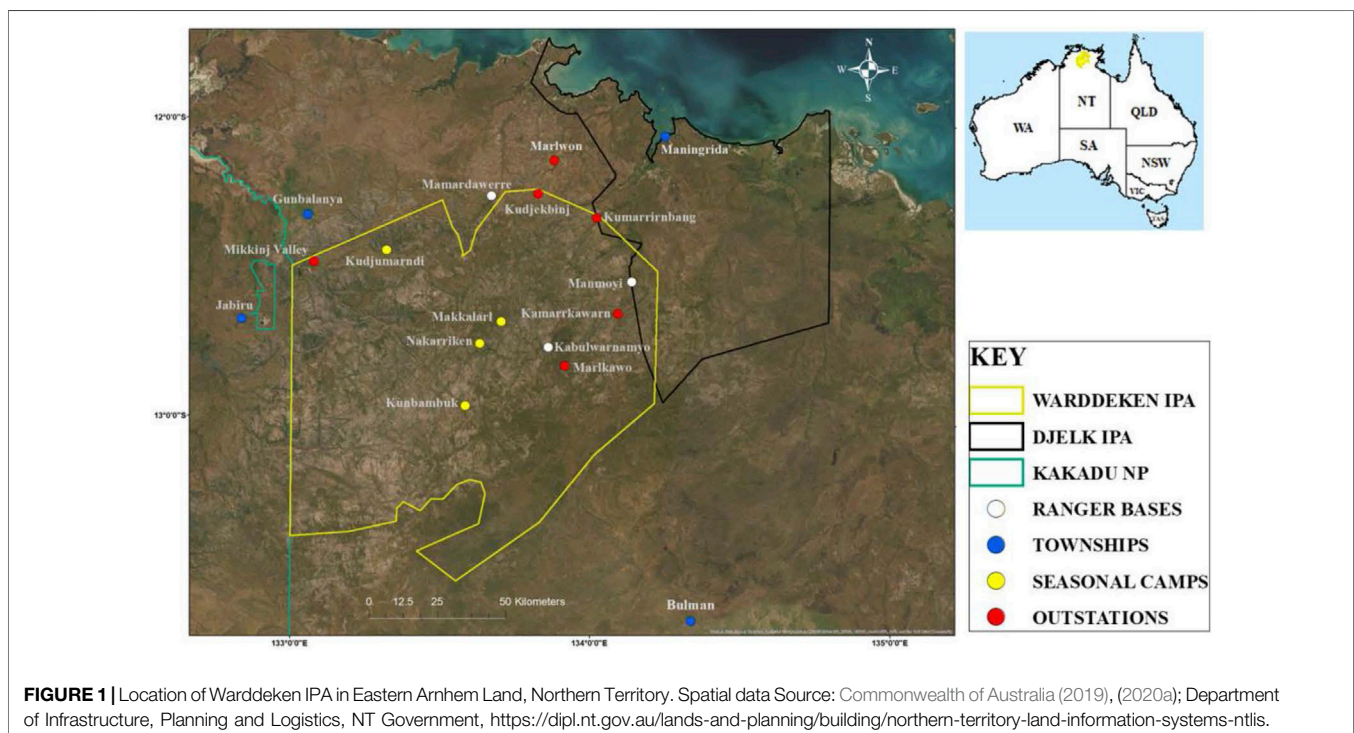 N
W E
S
12°0'0"S
Marlwon
Maningrida
Mamardawerre
Gunbalanya
Kudjekbinj
Kumarrirnbang
Mikkinj Valley
Kudjumarndi
Manmoyi
Jabiru
Makkalarl
Kamarrkawarn
Nakarriken
Kabulwarnamyo
Marlkawo
Kunbambuk
13°0'0"S
0 12.5 25 50 Kilometers
Bulman
133°0'0"E 134°0'0"E 135°0'0"E
NT
QLD
WA
SA
NSW
VIC
TAS
KEY
WARDDEKEN IPA
DJELK IPA
KAKADU NP
RANGER BASES
TOWNSHIPS
SEASONAL CAMPS
OUTSTATIONS
FIGURE 1 | Location of Warddeken IPA in Eastern Arnhem Land, Northern Territory. Spatial data Source: Commonwealth of Australia (2019), (2020a); Department
of Infrastructure, Planning and Logistics, NT Government, https://dipl.nt.gov.au/lands-and-planning/building/northern-territory-land-information-systems-ntlis.